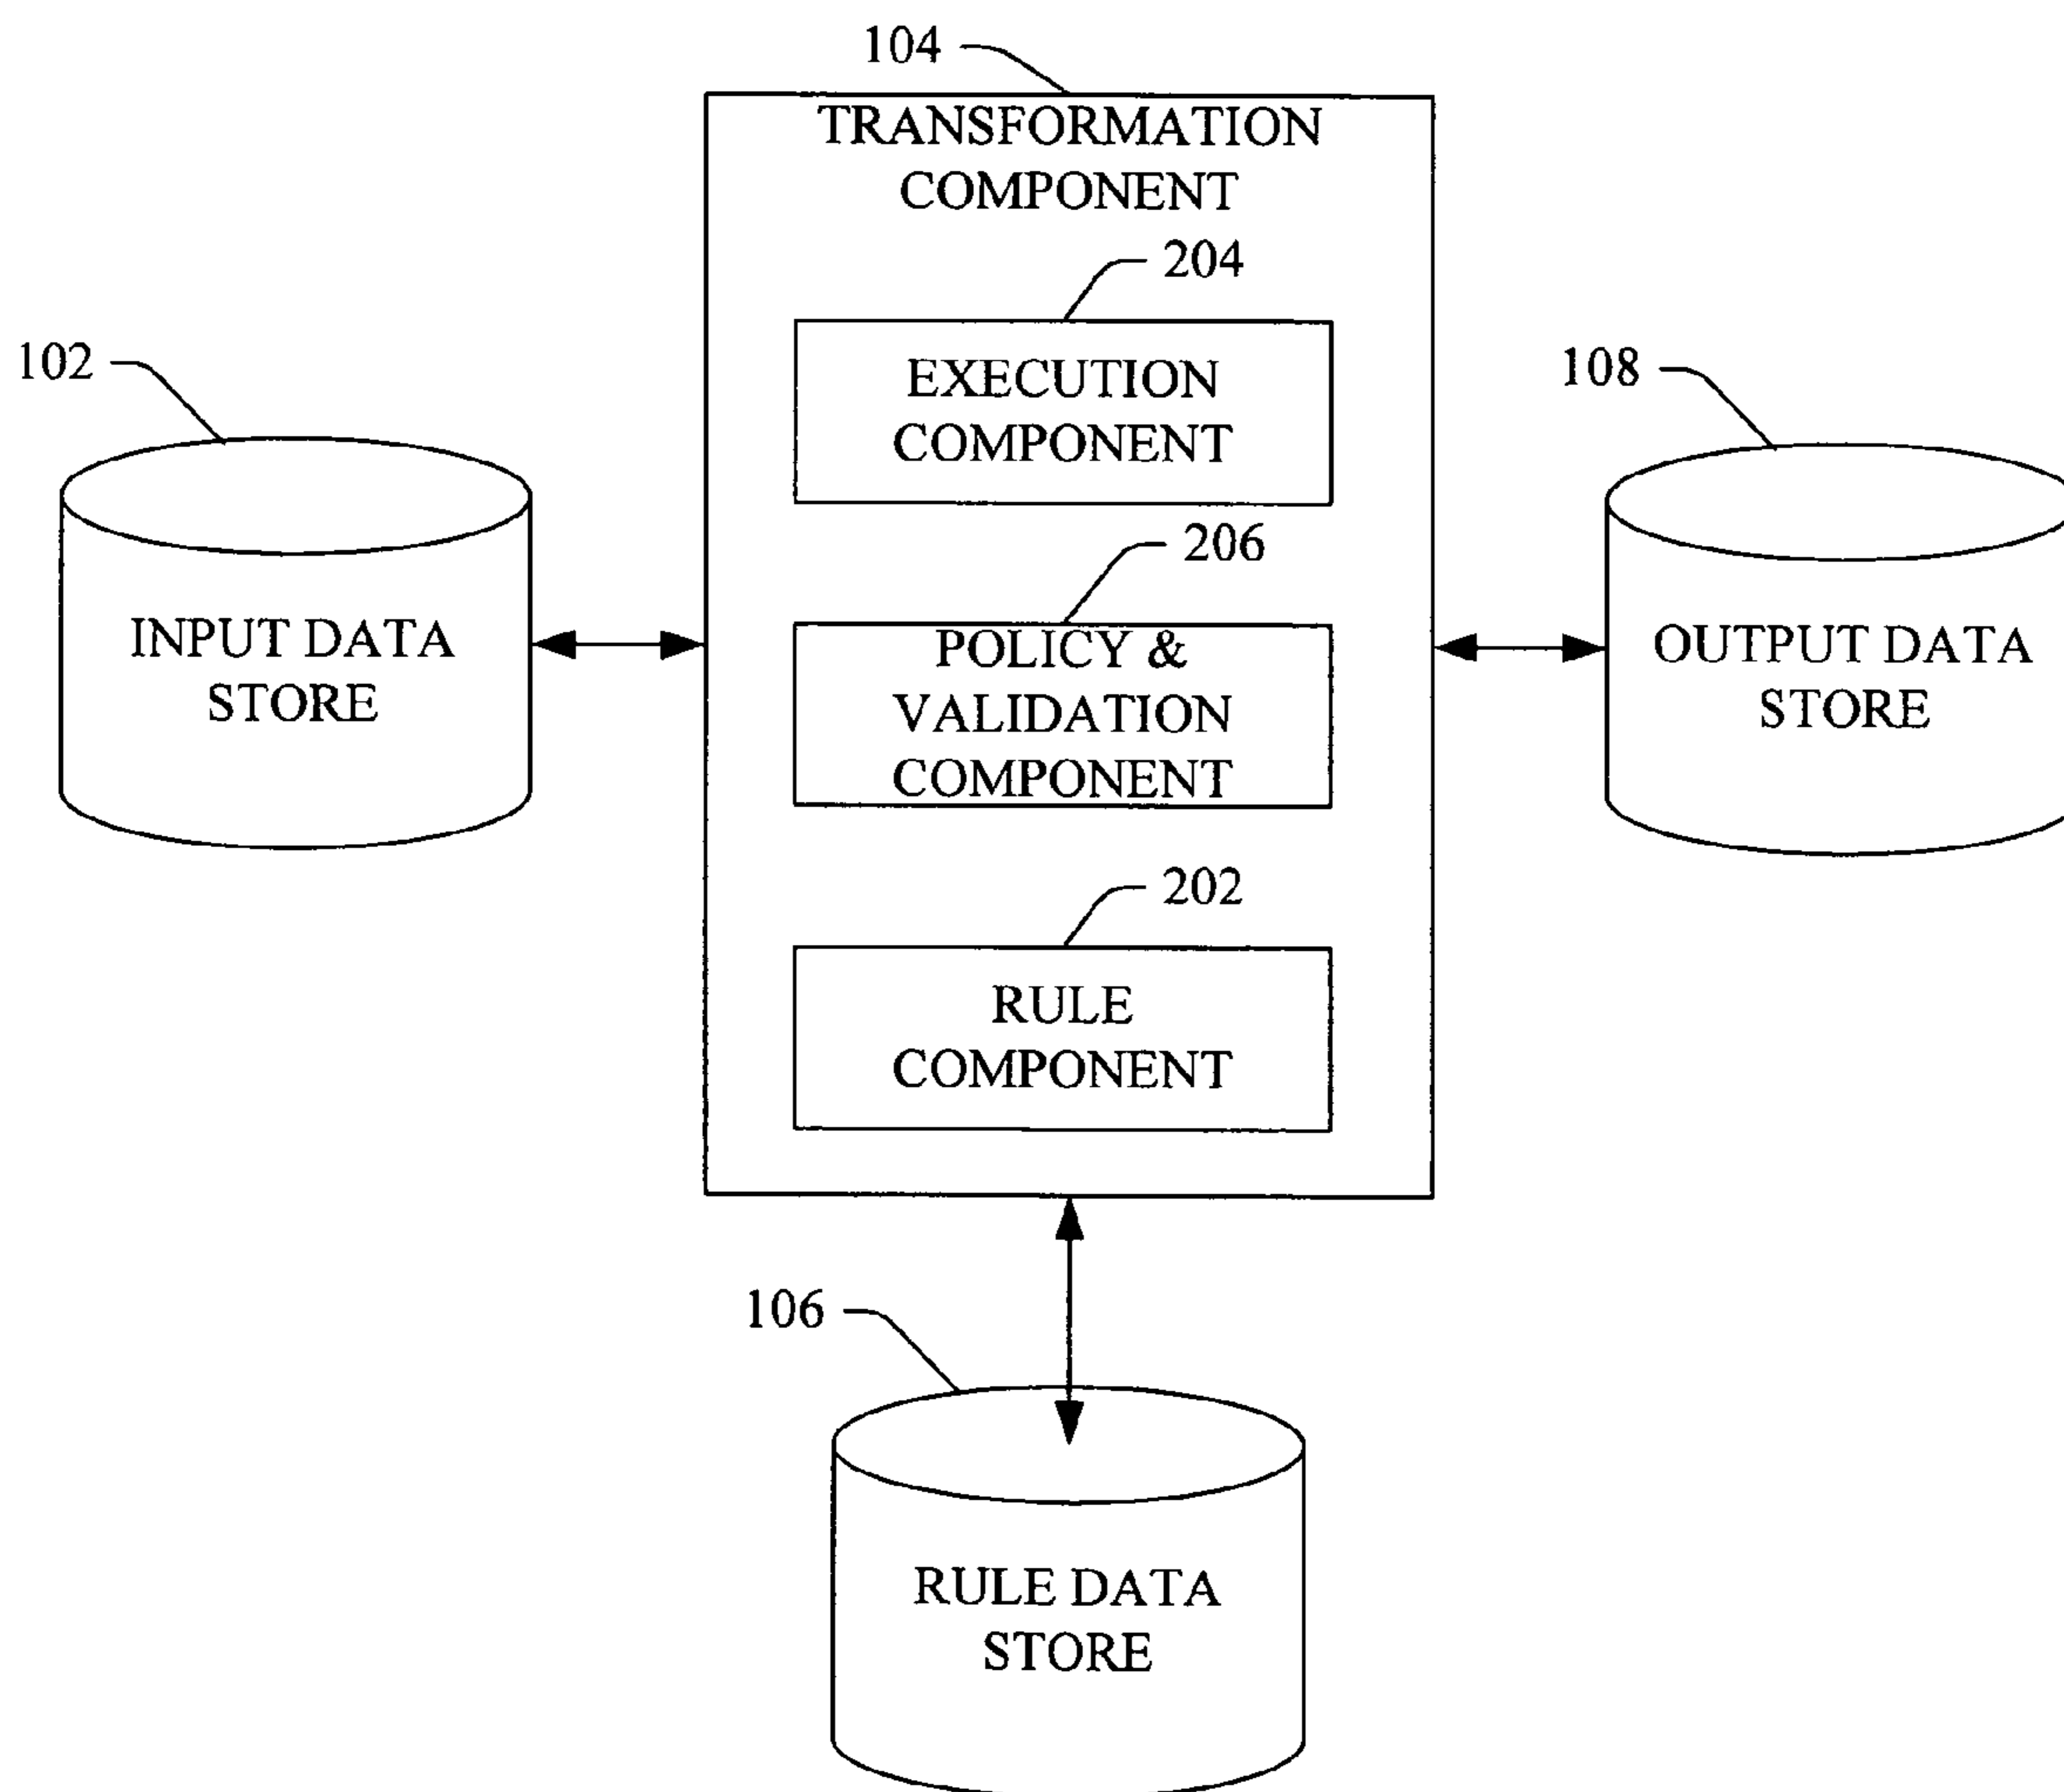 104
TRANSFORMATION
COMPONENT
204
EXECUTION
COMPONENT
102
108
206
INPUT DATA
STORE
POLICY &
VALIDATION
COMPONENT
OUTPUT DATA
STORE
202
RULE
COMPONENT
106
RULE DATA
STORE